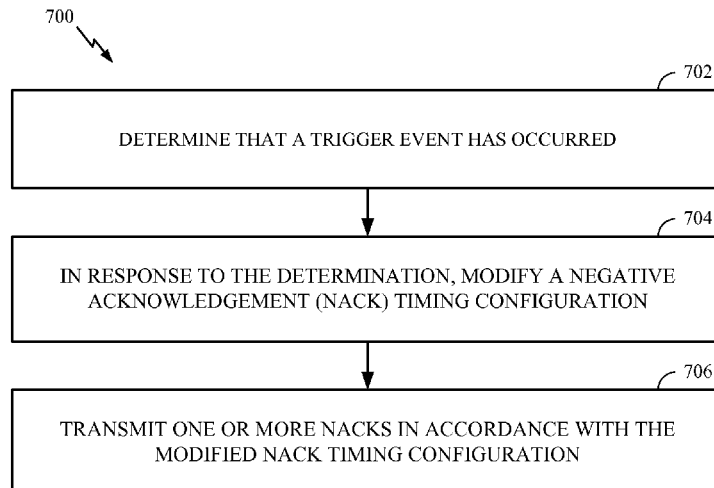 700
702
DETERMINE THAT A TRIGGER EVENT HAS OCCURRED
704
IN RESPONSE TO THE DETERMINATION, MODIFY A NEGATIVE
ACKNOWLEDGEMENT (NACK) TIMING CONFIGURATION
706
TRANSMIT ONE OR MORE NACKS IN ACCORDANCE WITH THE
MODIFIED NACK TIMING CONFIGURATION